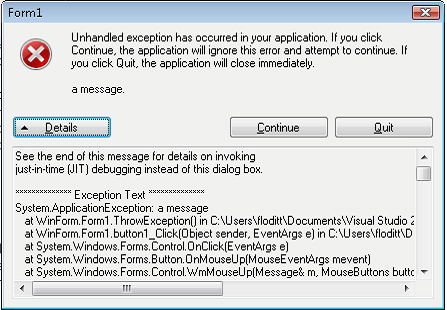 Form1
Unhandled exception has occurred in your application. If you click
Continue, the application will ignore this error and attempt to continue. If
you click Quit, the application will close immediately.
a message.
Details
Continue
Quit
See the end of this message for details on invoking
just-in-time (JIT) debugging instead of this dialog box.
************** Exception Text **************
System.ApplicationException: a message
at WinForm.Form1.ThrowException() in C:\Users\floditt\Documents\Visual Studio 2
at WinForm.Form1.button1_Click(Object sender, EventArgs e) in C:\Users\floditt\D
at System.Windows.Forms.Control.OnClick(EventArgs e)
at System.Windows.Forms.Button.OnMouseUp(MouseEventArgs mevent)
at System.Windows.Forms.Control.WmMouseUp(Message& m, MouseButtons butto